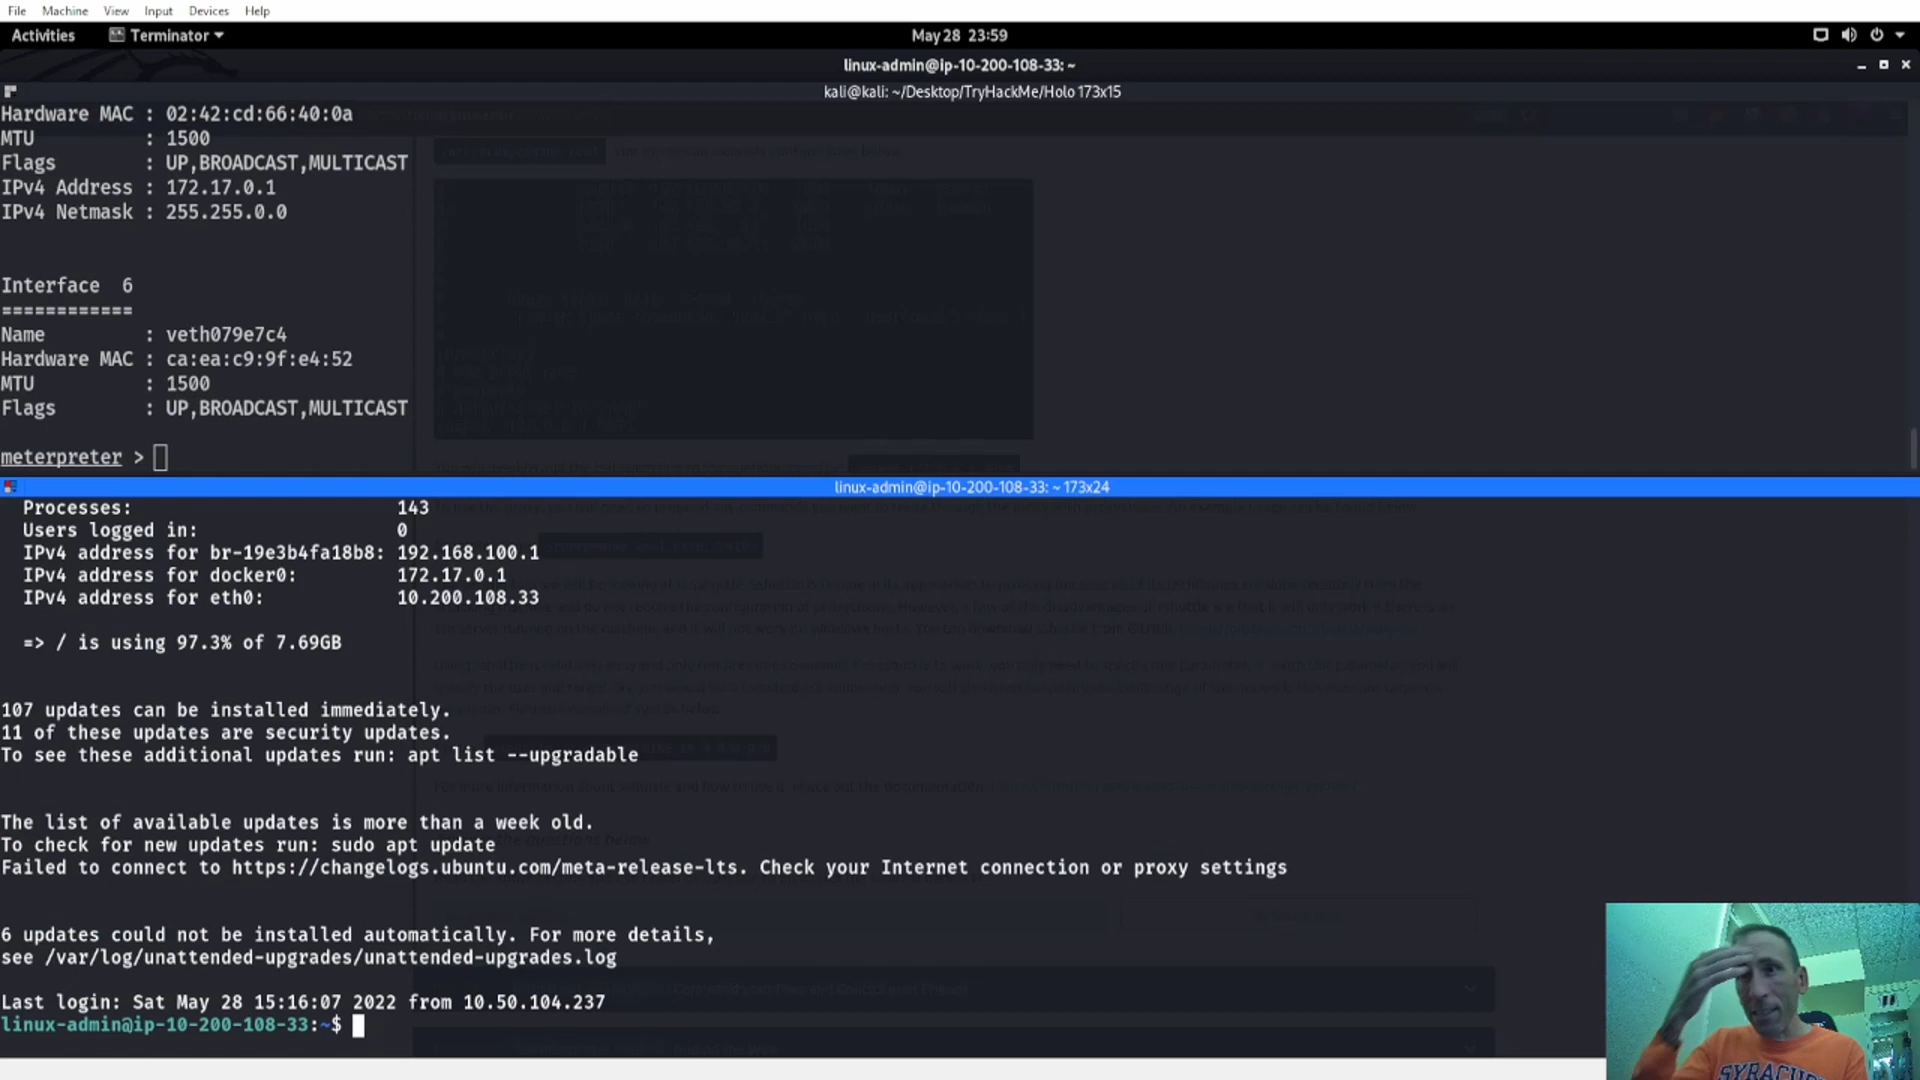 File Machine View Input Devices Help
Activities Terminator May 28 23:59
linux-admin@ip-10-200-108-33: ~
kali@kali: ~/Desktop/TryHackMe/Holo 173x15
Hardware MAC : 02:42:cd:66:40:0a
MTU : 1500
Flags : UP,BROADCAST,MULTICAST
IPv4 Address : 172.17.0.1
IPv4 Netmask : 255.255.0.0
Interface 6
============
Name : veth079e7c4
Hardware MAC : ca:ea:c9:9f:e4:52
MTU : 1500
Flags : UP,BROADCAST,MULTICAST
meterpreter >
linux-admin@ip-10-200-108-33: ~ 173x24
Processes: 143
Users logged in: 0
IPv4 address for br-19e3b4fa18b8: 192.168.100.1
IPv4 address for docker0: 172.17.0.1
IPv4 address for eth0: 10.200.108.33
=> / is using 97.3% of 7.69GB
107 updates can be installed immediately.
11 of these updates are security updates.
To see these additional updates run: apt list --upgradable
The list of available updates is more than a week old.
To check for new updates run: sudo apt update
Failed to connect to https://changelogs.ubuntu.com/meta-release-lts. Check your Internet connection or proxy settings
6 updates could not be installed automatically. For more details,
see /var/log/unattended-upgrades/unattended-upgrades.log
Last login: Sat May 28 15:16:07 2022 from 10.50.104.237
linux-admin@ip-10-200-108-33:~$